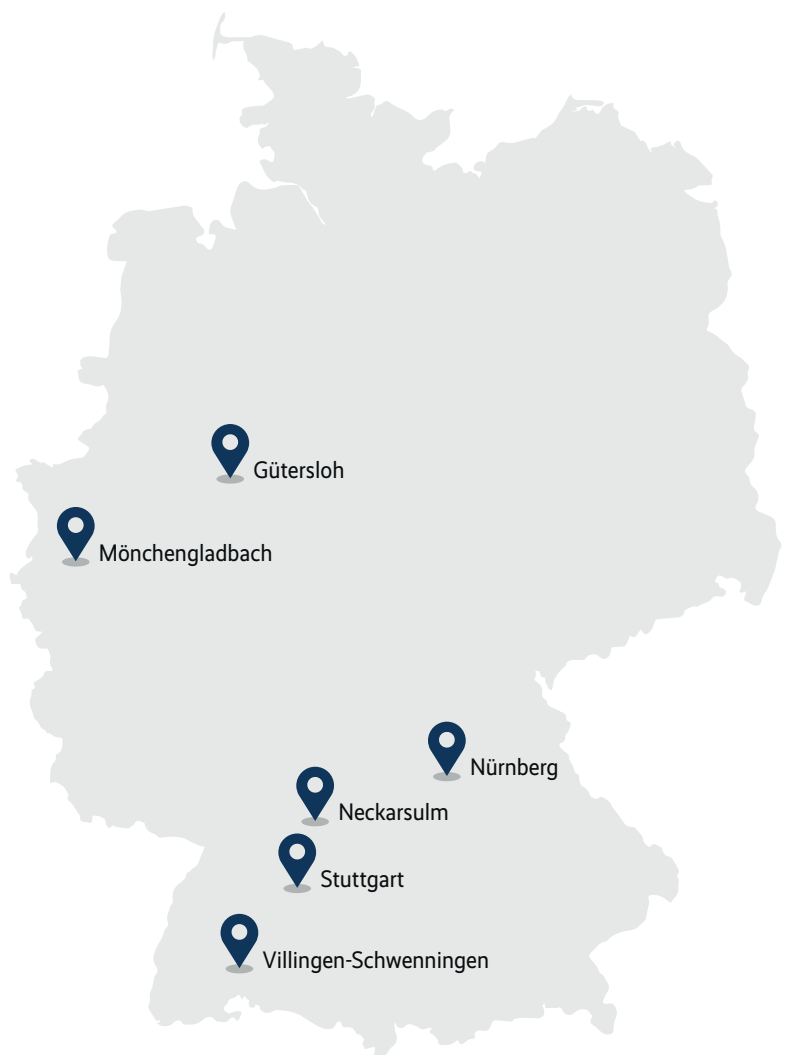 Gütersloh
Mönchengladbach
Nürnberg
Neckarsulm
Stuttgart
Villingen-Schwenningen